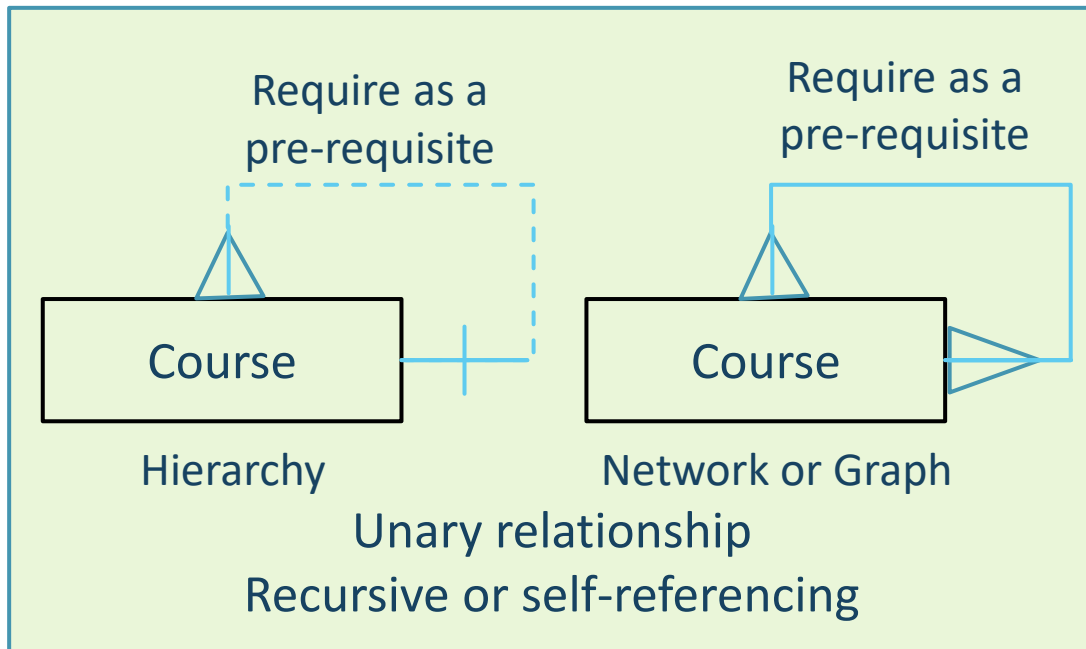 Require as a
pre-requisite
Course
Hierarchy
Require as a
pre-requisite
Course
Network or Graph
Unary relationship
Recursive or self-referencing